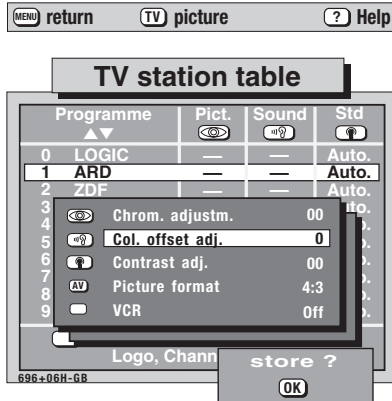 MENU return TV picture ? Help
TV station table
Programme Pict. Sound Std
0 LOGIC — — Auto.
1 ARD — — Auto.
2 ZDF — — Auto.
3 to.
Chrom. adjustm. 00
4
Col. offset adj. 0
5
Contrast adj. 00
6
AV Picture format 4:3
7
VCR Off
8
9
Logo, Chann
store ?
OK
696+06H-GB